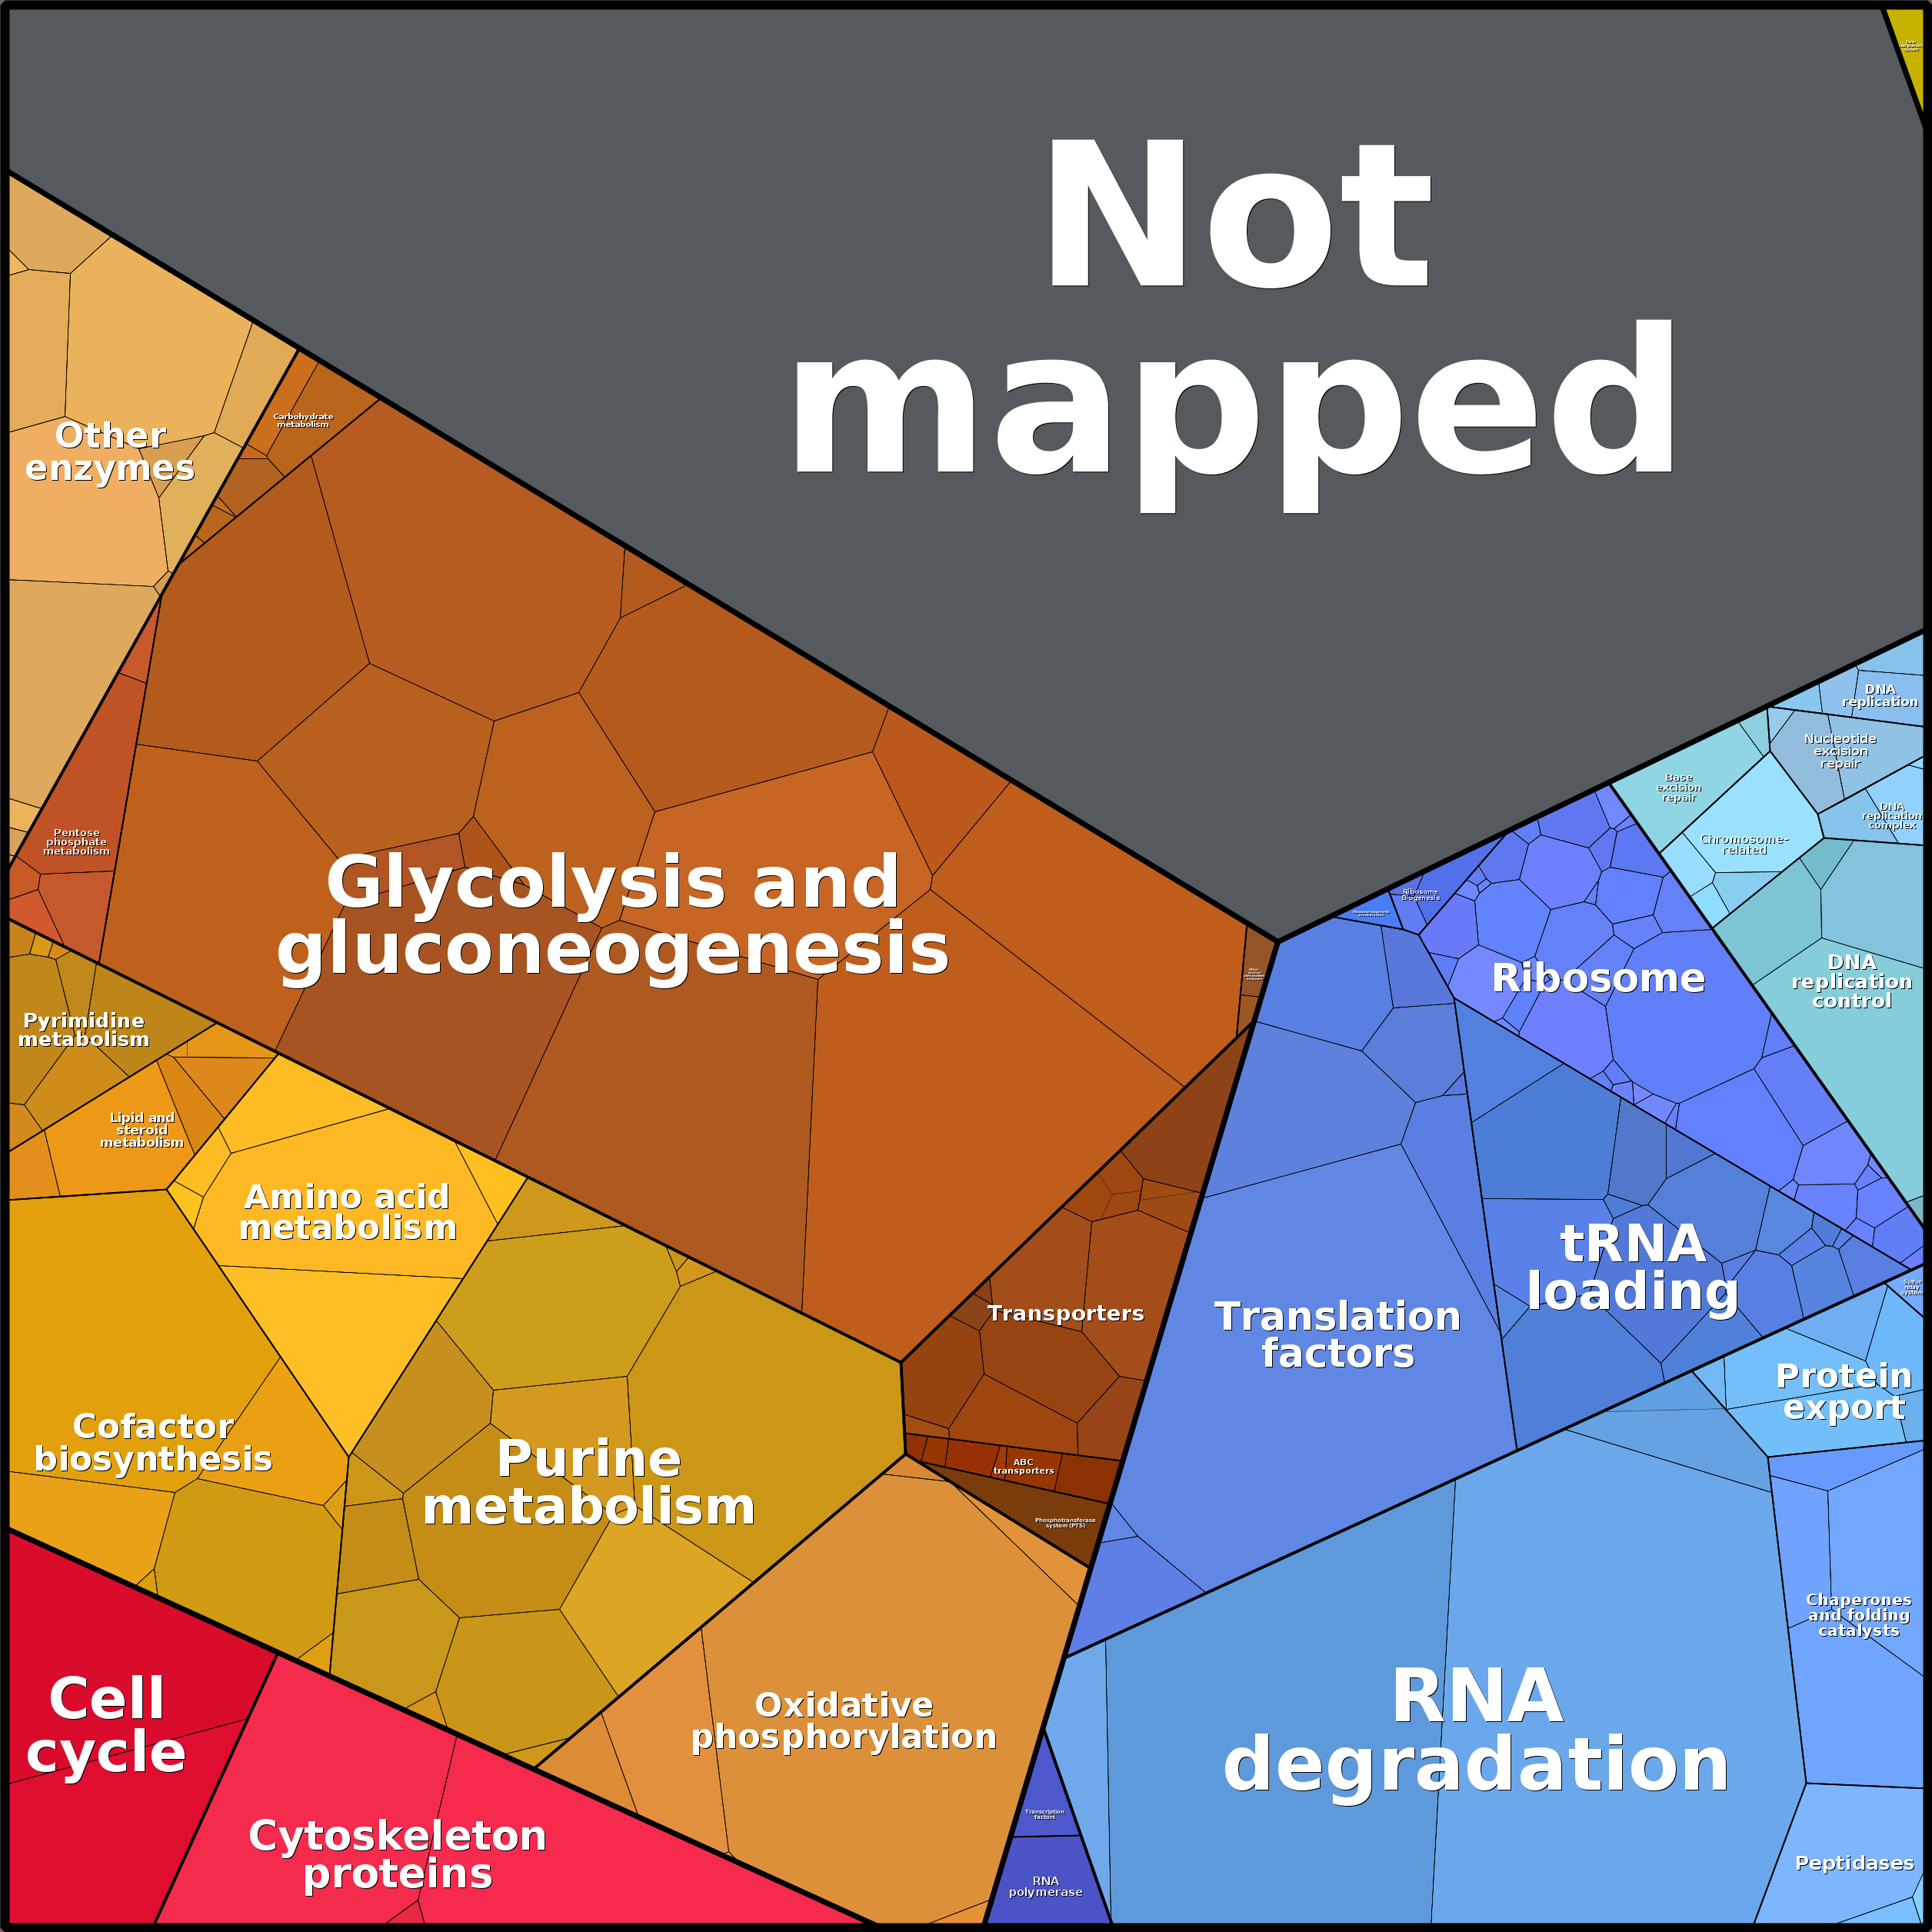 Not
mapped
Other
enzymes
Carbohydrate
metabolism
DNA
replication
Nucleotide
excision
repair
Base
excision
repair
DNA
replication
complex
Chromosome-
related
Pentose
phosphate
metabolism
Glycolysis and
gluconeogenesis
Ribosome
Biogenesis
Ribosome
DNA
replication
control
Pyrimidine
metabolism
Lipid and
steroid
metabolism
Amino acid
metabolism
tRNA
loading
Sulfur
relay
system
Transporters
Translation
factors
Protein
export
Cofactor
biosynthesis
Purine
metabolism
ABC
transporters
Phosphotransferase
system (PTS)
Chaperones
and folding
catalysts
Cell
cycle
Oxidative
phosphorylation
RNA
degradation
Transcription
factors
Cytoskeleton
proteins
RNA
polymerase
Peptidases